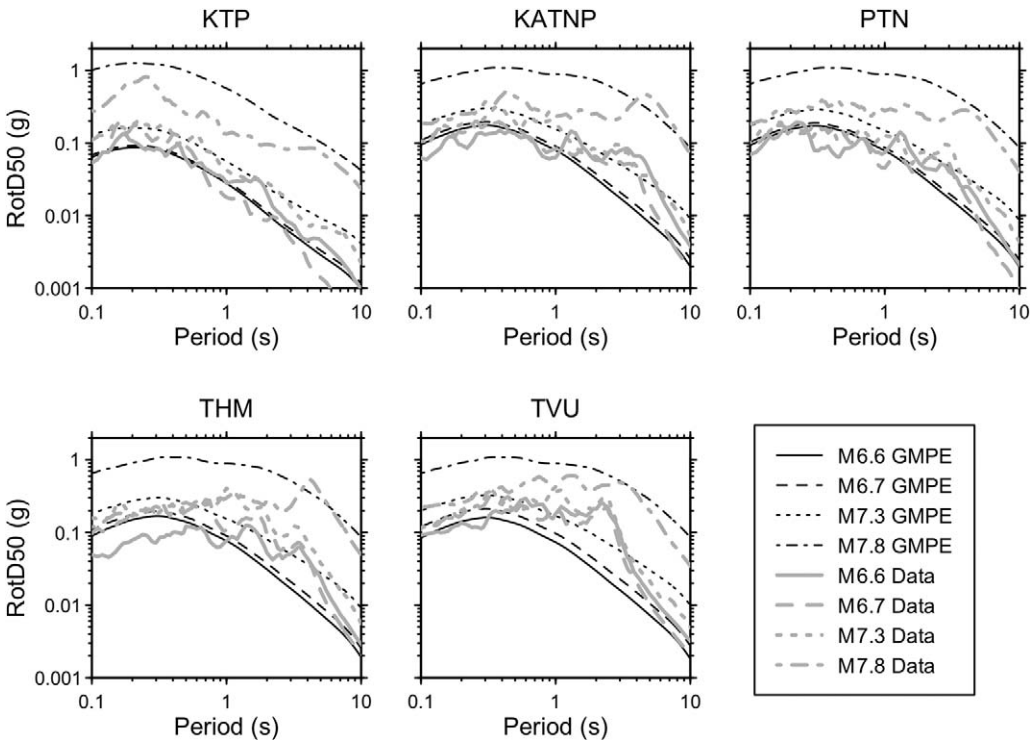 KTP
KATNP
PTN
RotD50 (g)
1
0.1
0.01
0.001
0.1 1 10
0.1 1 10
0.1 1 10
Period (s)
Period (s)
Period (s)
THM
TVU
RotD50 (g)
1
0.1
0.01
0.001
0.1 1 10
0.1 1 10
Period (s)
Period (s)
M6.6 GMPE
M6.7 GMPE
M7.3 GMPE
M7.8 GMPE
M6.6 Data
M6.7 Data
M7.3 Data
M7.8 Data